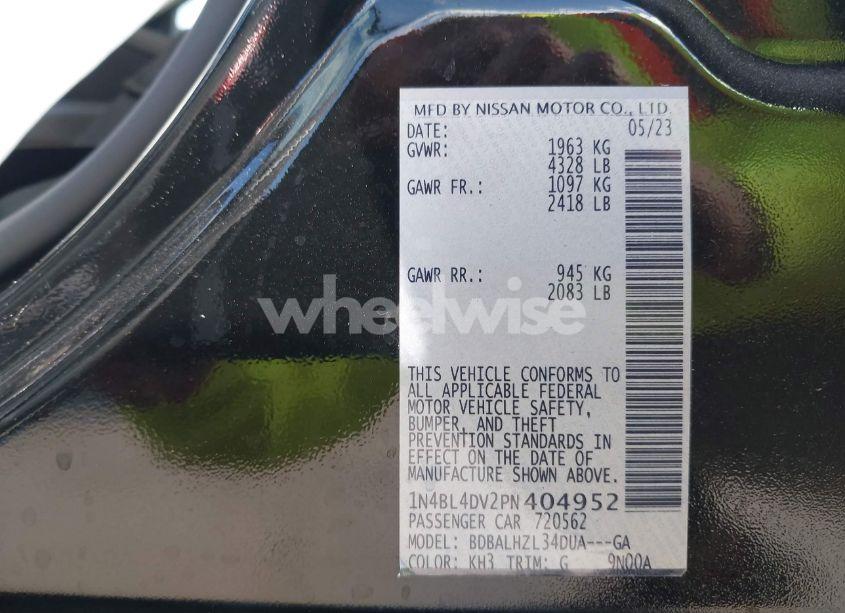 MFD BY NISSAN MOTOR CO., LTD
DATE: 05/23
GVWR: 1963 KG
4328 LB
GAWR FR.: 1097 KG
2418 LB
GAWR RR.: 945 KG
2083 LB
wheelwise
THIS VEHICLE CONFORMS TO
ALL APPLICABLE FEDERAL
MOTOR VEHICLE SAFETY,
BUMPER, AND THEFT
PREVENTION STANDARDS IN
EFFECT ON THE DATE OF
MANUFACTURE SHOWN ABOVE.
1N4BL4DV2PN404952
PASSENGER CAR 720562
MODEL: BDBALHZL34DUA---GA
COLOR: KH3 TRIM: G 9N00A